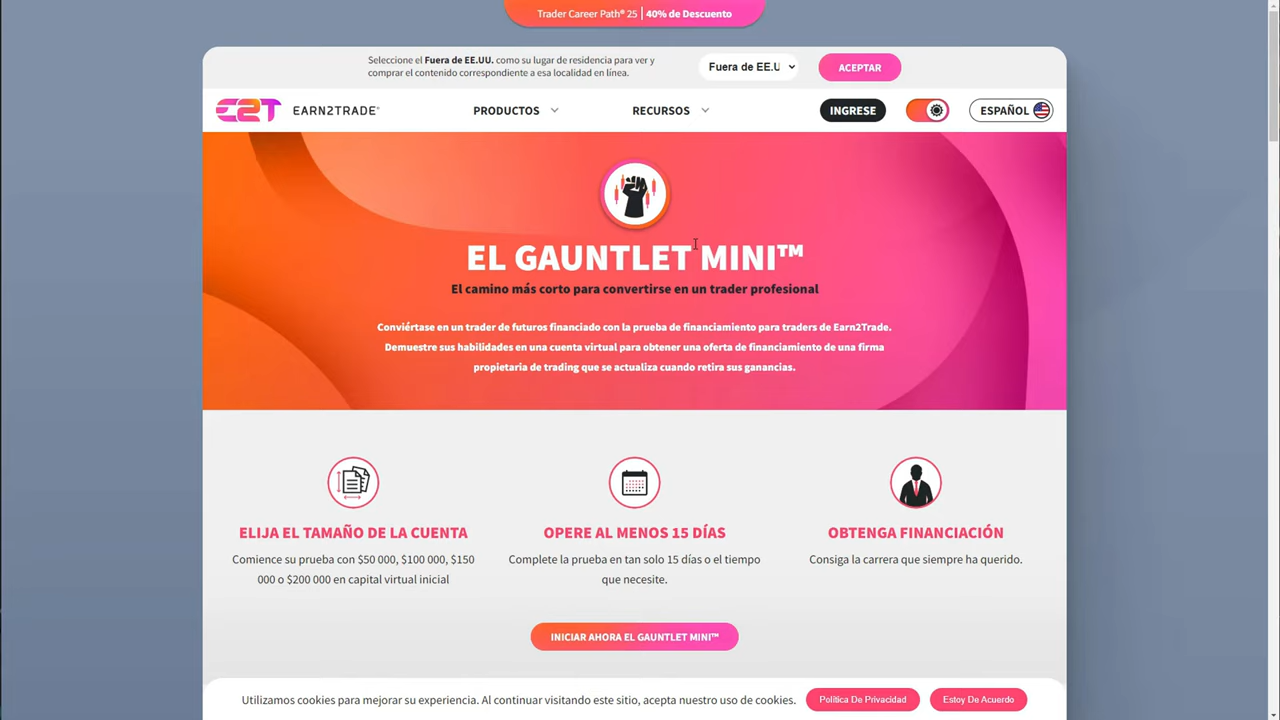 Trader Career Path® 25 | 40% de Descuento
Seleccione el Fuera de EE.UU. como su lugar de residencia para ver y
comprar el contenido correspondiente a esa localidad en línea.
Fuera de EE.U
ACEPTAR
E2T EARN2TRADE®
PRODUCTOS
RECURSOS
INGRESE
ESPAÑOL
EL GAUNTLET MINI™
El camino más corto para convertirse en un trader profesional
Conviértase en un trader de futuros financiado con la prueba de financiamiento para traders de Earn2Trade.
Demuestre sus habilidades en una cuenta virtual para obtener una oferta de financiamiento de una firma
propietaria de trading que se actualiza cuando retira sus ganancias.
ELIJA EL TAMAÑO DE LA CUENTA
Comience su prueba con $50 000, $100 000, $150
000 o $200 000 en capital virtual inicial
OPERE AL MENOS 15 DÍAS
Complete la prueba en tan solo 15 días o el tiempo
que necesite.
OBTENGA FINANCIACIÓN
Consiga la carrera que siempre ha querido.
INICIAR AHORA EL GAUNTLET MINI™
Utilizamos cookies para mejorar su experiencia. Al continuar visitando este sitio, acepta nuestro uso de cookies.
Política De Privacidad
Estoy De Acuerdo